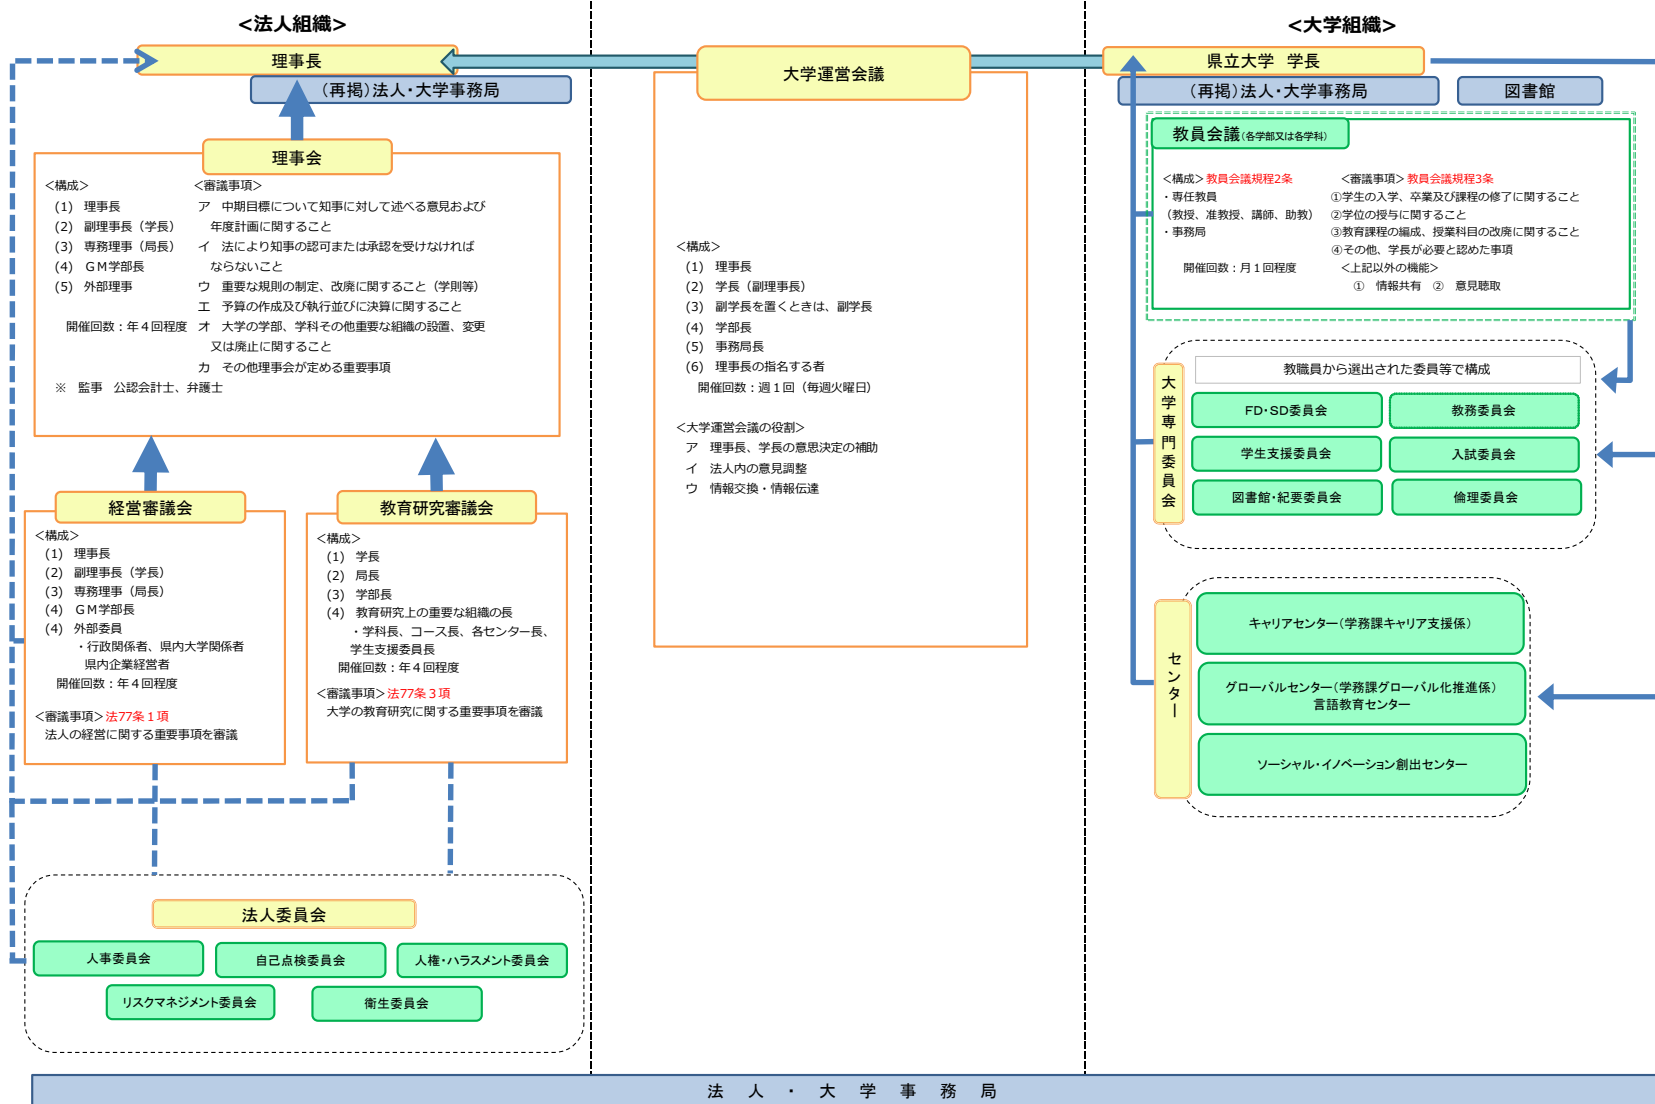 <法人組織>
理事長
(再掲)法人・大学事務局
理事会
<構成>
(1) 理事長
(2) 副理事長（学長）
(3) 専務理事（局長）
(4) ＧＭ学部長
(5) 外部理事
開催回数：年４回程度
※ 監事 公認会計士、弁護士
<審議事項>
ア 中期目標について知事に対して述べる意見および
年度計画に関すること
イ 法により知事の認可または承認を受けなければ
ならないこと
ウ 重要な規則の制定、改廃に関すること（学則等）
エ 予算の作成及び執行並びに決算に関すること
オ 大学の学部、学科その他重要な組織の設置、変更
又は廃止に関すること
カ その他理事会が定める重要事項
経営審議会
<構成>
(1) 理事長
(2) 副理事長（学長）
(3) 専務理事（局長）
(4) ＧＭ学部長
(4) 外部委員
・行政関係者、県内大学関係者
県内企業経営者
開催回数：年４回程度
<審議事項>法77条１項
法人の経営に関する重要事項を審議
教育研究審議会
<構成>
(1) 学長
(2) 局長
(3) 学部長
(4) 教育研究上の重要な組織の長
・学科長、コース長、各センター長、
学生支援委員長
開催回数：年４回程度
<審議事項>法77条３項
大学の教育研究に関する重要事項を審議
法人委員会
人事委員会
自己点検委員会
人権・ハラスメント委員会
リスクマネジメント委員会
衛生委員会
大学運営会議
<構成>
(1) 理事長
(2) 学長（副理事長）
(3) 副学長を置くときは、副学長
(4) 学部長
(5) 事務局長
(6) 理事長の指名する者
開催回数：週１回（毎週火曜日）
<大学運営会議の役割>
ア 理事長、学長の意思決定の補助
イ 法人内の意見調整
ウ 情報交換・情報伝達
<大学組織>
県立大学 学長
(再掲)法人・大学事務局
図書館
教員会議(各学部又は各学科)
<構成>教員会議規程2条
・専任教員
（教授、准教授、講師、助教）
・事務局
開催回数：月１回程度
<審議事項>教員会議規程3条
①学生の入学、卒業及び課程の修了に関すること
②学位の授与に関すること
③教育課程の編成、授業科目の改廃に関すること
④その他、学長が必要と認めた事項
<上記以外の機能>
① 情報共有 ② 意見聴取
大学専門委員会
教職員から選出された委員等で構成
FD・SD委員会
教務委員会
学生支援委員会
入試委員会
図書館・紀要委員会
倫理委員会
センター
キャリアセンター（学務課キャリア支援係）
グローバルセンター（学務課グローバル化推進係）
言語教育センター
ソーシャル・イノベーション創出センター
法人・大学事務局